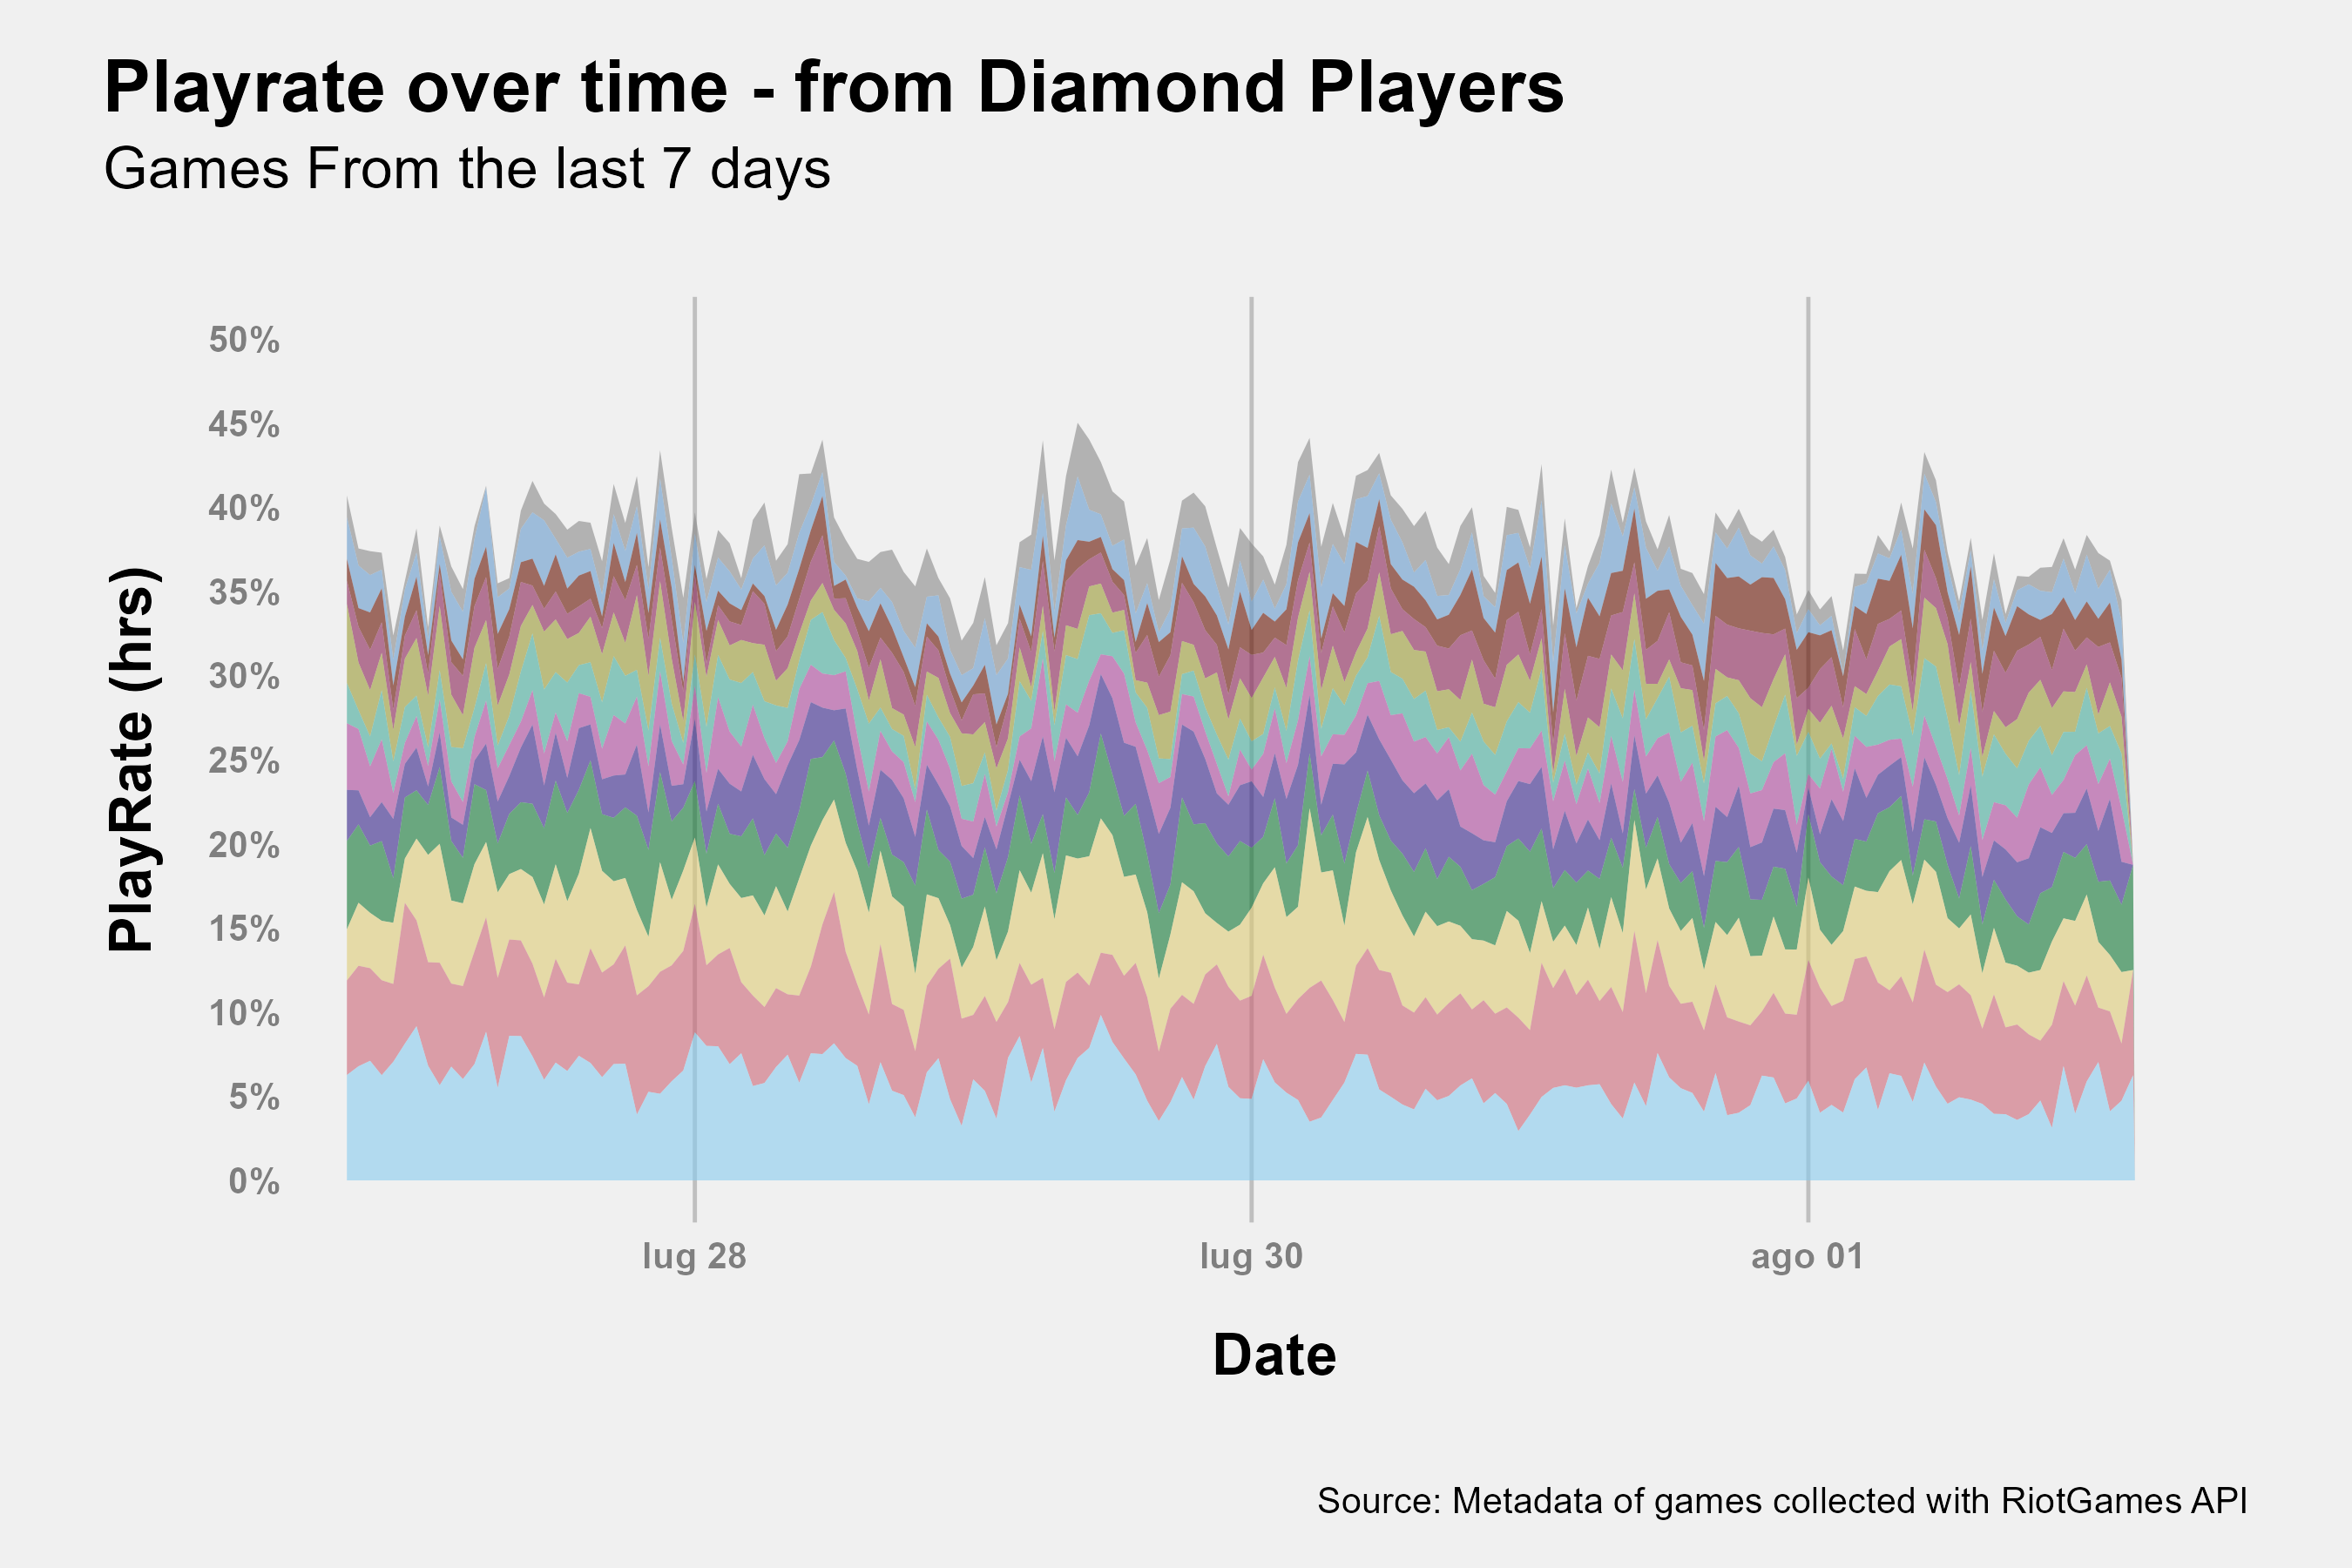 Playrate over time - from Diamond Players
Games From the last 7 days
PlayRate (hrs)
50%
45%
40%
35%
30%
25%
20%
15%
10%
5%
0%
lug 28
lug 30
ago 01
Date
Source: Metadata of games collected with RiotGames API